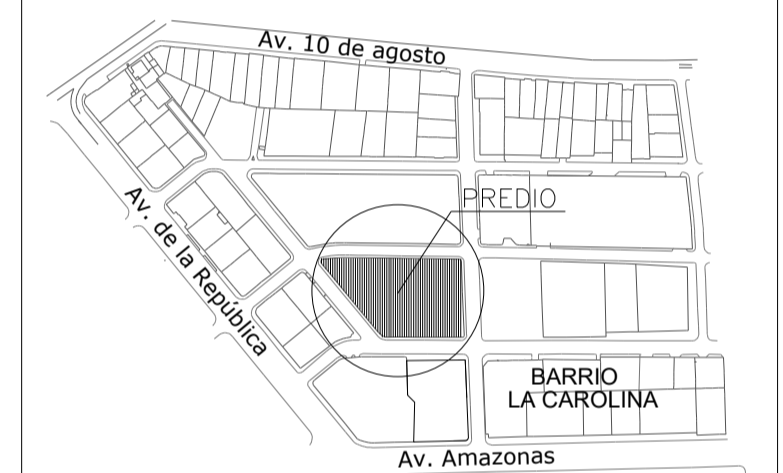 Av. 10 de agosto
PREDIO
Av. de la República
BARRIO
LA CAROLINA
Av. Amazonas